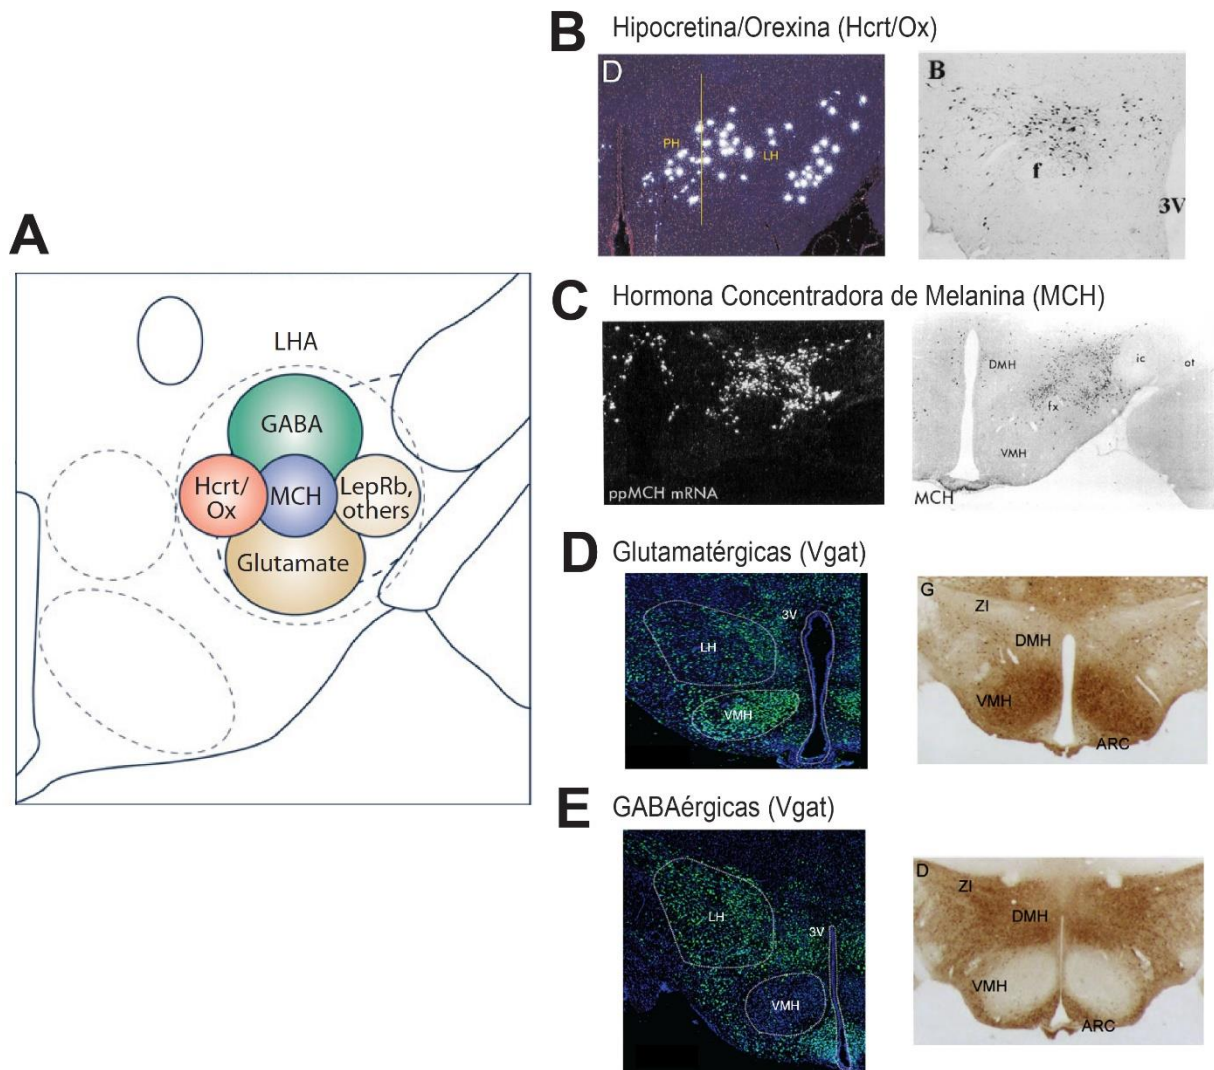 A
LHA
GABA
Hcrt/
Ox
MCH
LepRb,
others
Glutamate
B Hipocretina/Orexina (Hcrt/Ox)
D
PH
LH
B
f
3V
C Hormona Concentradora de Melanina (MCH)
ppMCH mRNA
DMH
ic
ot
fx
VMH
MCH
D Glutamatérgicas (Vgat)
3V
LH
VMH
G
ZI
DMH
VMH
ARC
E GABAérgicas (Vgat)
LH
3V
VMH
D
ZI
DMH
VMH
ARC